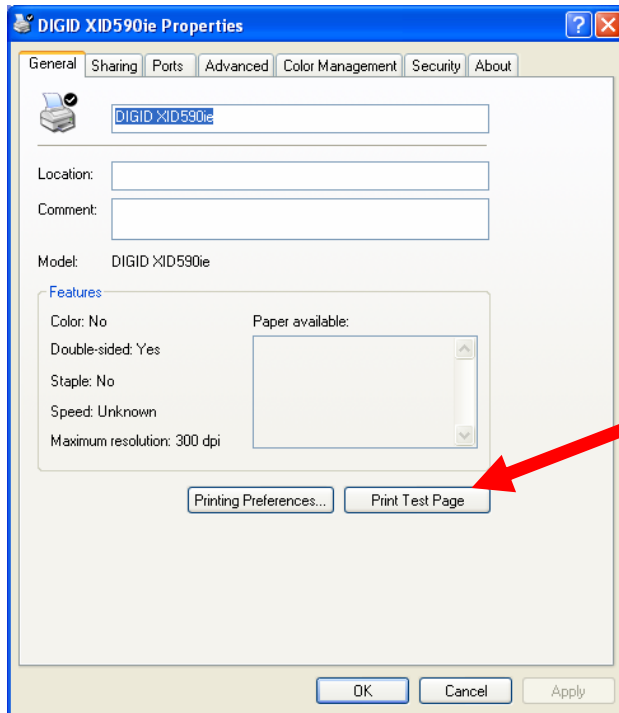 DIGID XID590ie Properties
General Sharing Ports Advanced Color Management Security About
DIGID XID590ie
Location:
Comment:
Model: DIGID XID590ie
Features
Color: No Paper available:
Double-sided: Yes
Staple: No
Speed: Unknown
Maximum resolution: 300 dpi
Printing Preferences... Print Test Page
OK Cancel Apply